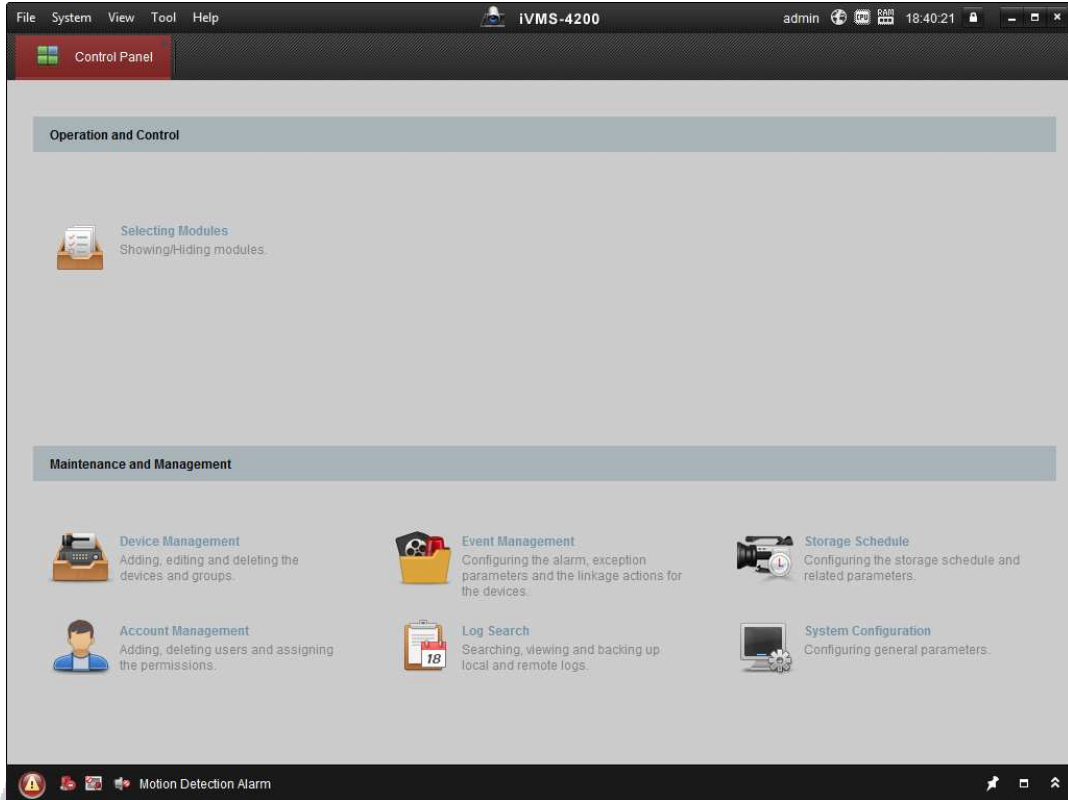 File System View Tool Help iVMS-4200 admin CPU RAM 18:40:21
Control Panel
Operation and Control
Selecting Modules
Showing/Hiding modules.
Maintenance and Management
Device Management
Adding, editing and deleting the
devices and groups.
Event Management
Configuring the alarm, exception
parameters and the linkage actions for
the devices.
Storage Schedule
Configuring the storage schedule and
related parameters.
Account Management
Adding, deleting users and assigning
the permissions.
18
Log Search
Searching, viewing and backing up
local and remote logs.
System Configuration
Configuring general parameters.
Motion Detection Alarm